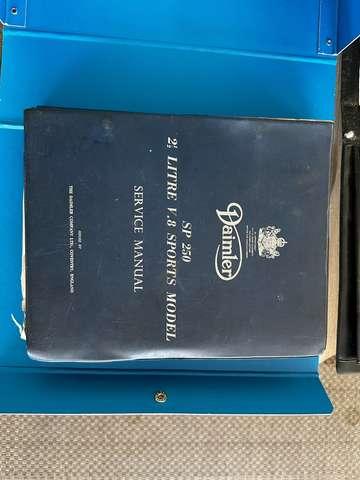 Daimler
SP 250
2½ LITRE V.8 SPORTS MODEL
SERVICE MANUAL
ISSUED BY
THE DAIMLER COMPANY LTD., COVENTRY, ENGLAND